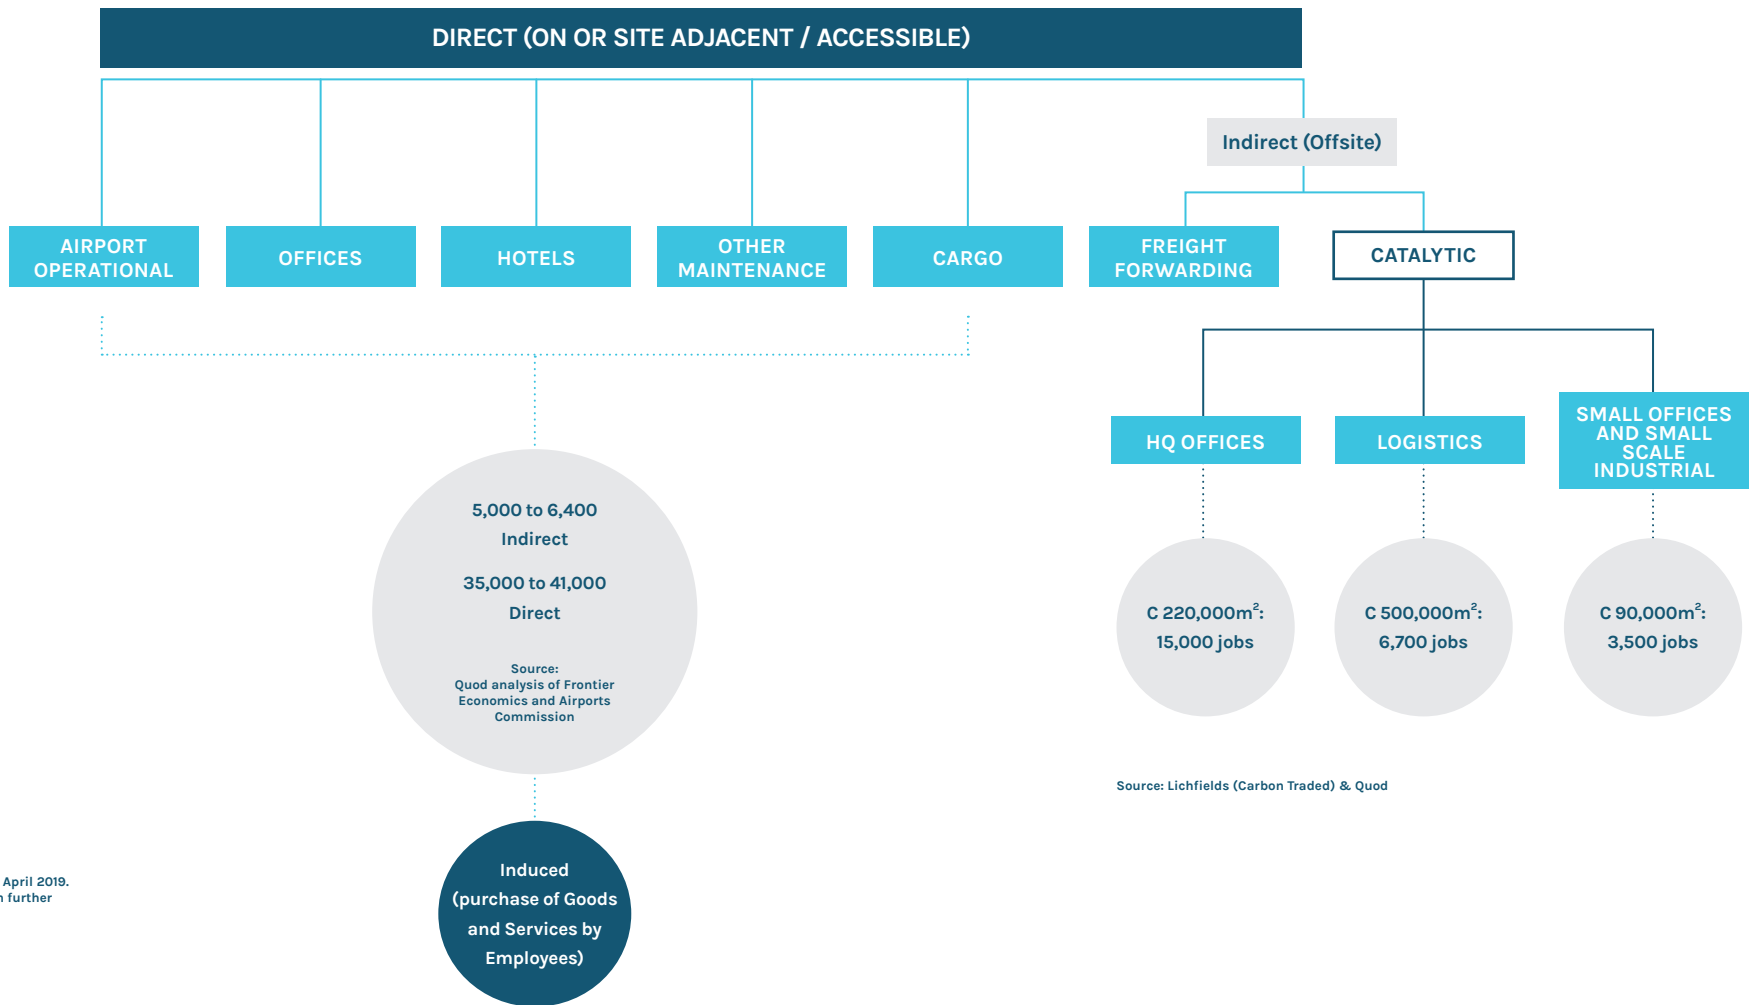 DIRECT (ON OR SITE ADJACENT / ACCESSIBLE)
Indirect (Offsite)
AIRPORT
OPERATIONAL
OFFICES
HOTELS
OTHER
MAINTENANCE
CARGO
FREIGHT
FORWARDING
CATALYTIC
HQ OFFICES
LOGISTICS
SMALL OFFICES
AND SMALL
SCALE
INDUSTRIAL
5,000 to 6,400
Indirect
35,000 to 41,000
Direct
Source:
Quod analysis of Frontier
Economics and Airports
Commission
C 220,000m²:
15,000 jobs
C 500,000m²:
6,700 jobs
C 90,000m²:
3,500 jobs
Source: Lichfields (Carbon Traded) & Quod
Induced
(purchase of Goods
and Services by
Employees)
April 2019.
further